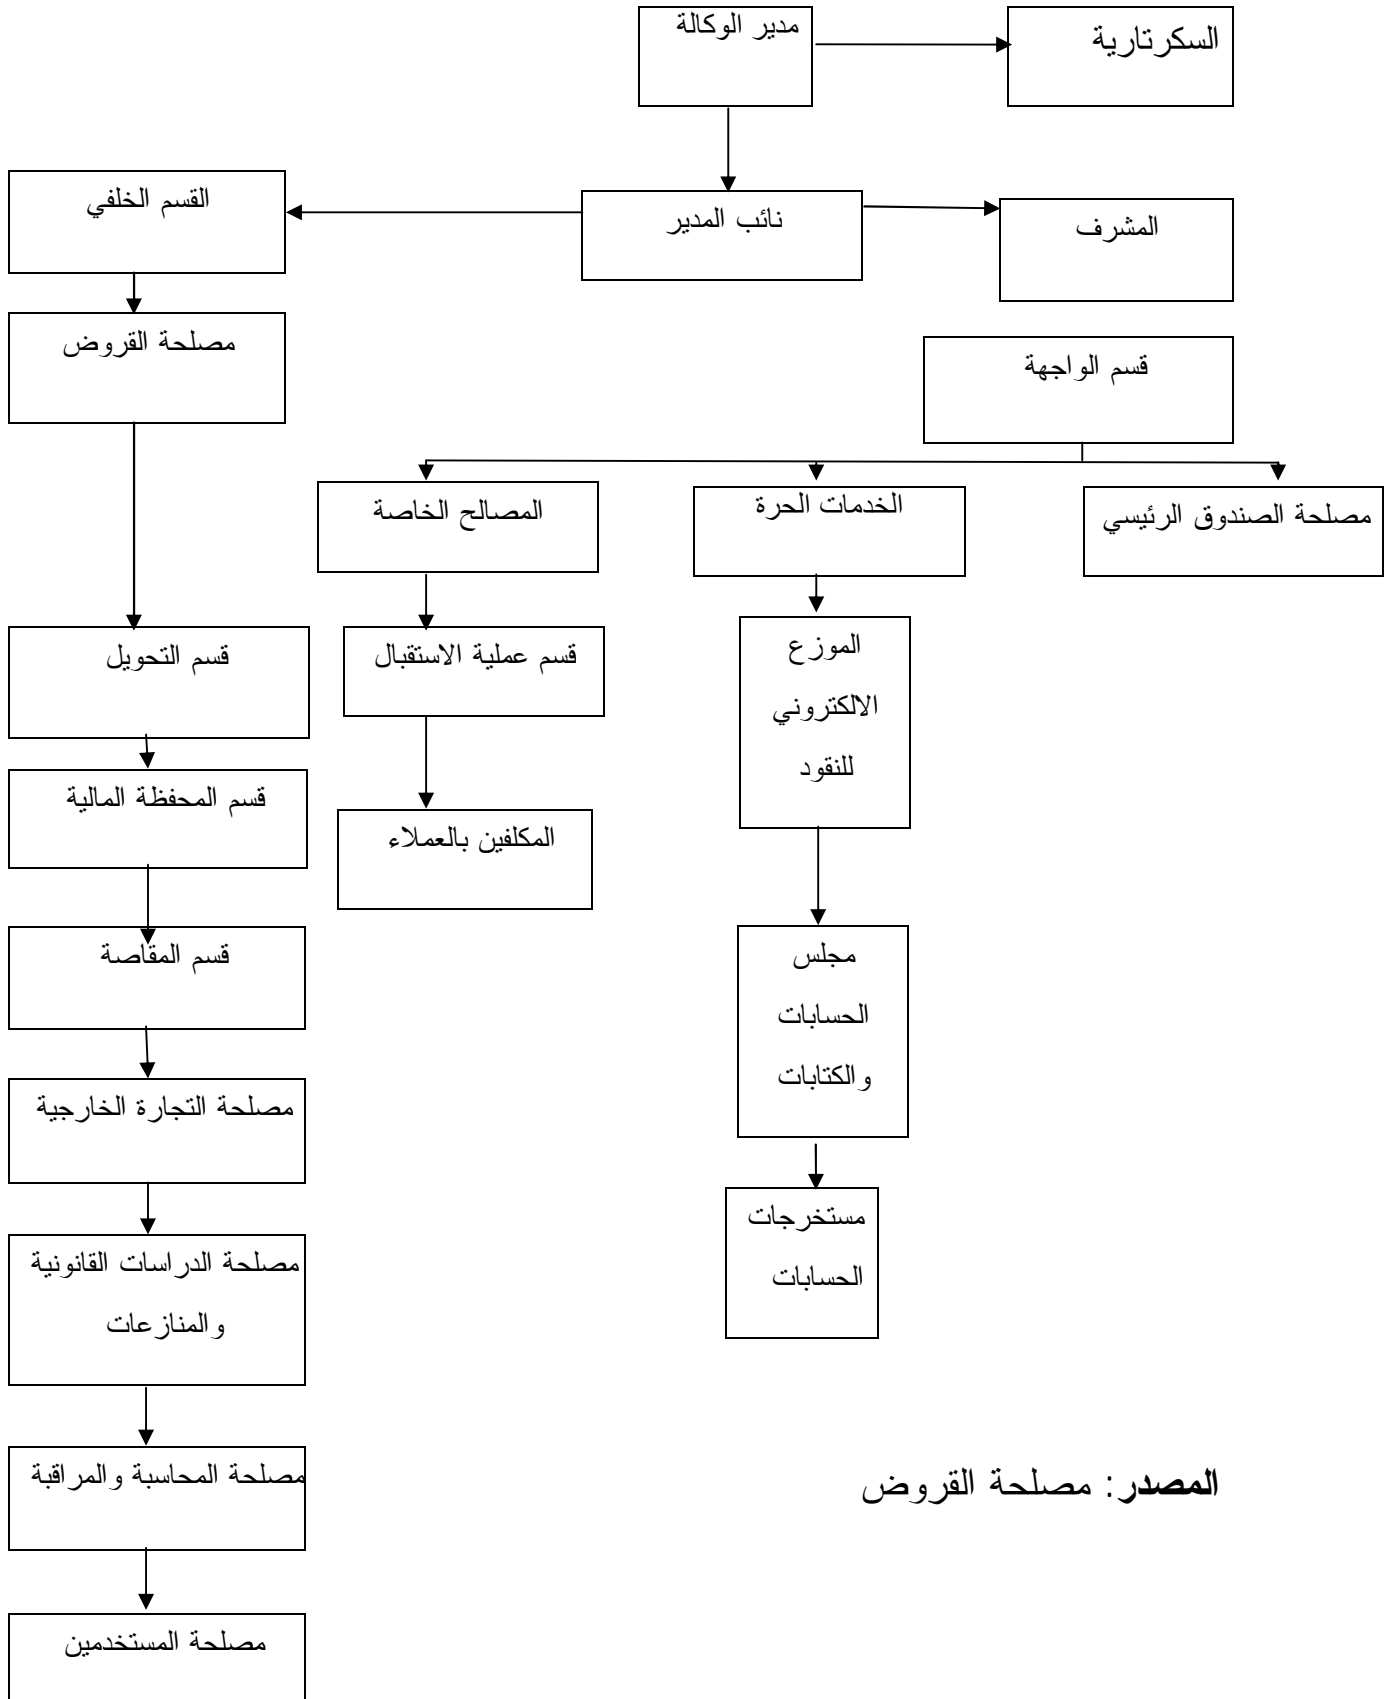 مدير الوكالة
السكرتارية
القسم الخلفي
نائب المدير
المشرف
مصلحة القروض
قسم الواجهة
المصالح الخاصة
الخدمات الحرة
مصلحة الصندوق الرئيسي
قسم التحويل
قسم عملية الاستقبال
الموزع
الالكتروني
للنقود
قسم المحفظة المالية
المكلفين بالعملاء
قسم المقاصة
مجلس
الحسابات
والكتابات
مصلحة التجارة الخارجية
مستخرجات
الحسابات
مصلحة الدراسات القانونية
والمنازعات
مصلحة المحاسبة والمراقبة
المصدر: مصلحة القروض
مصلحة المستخدمين